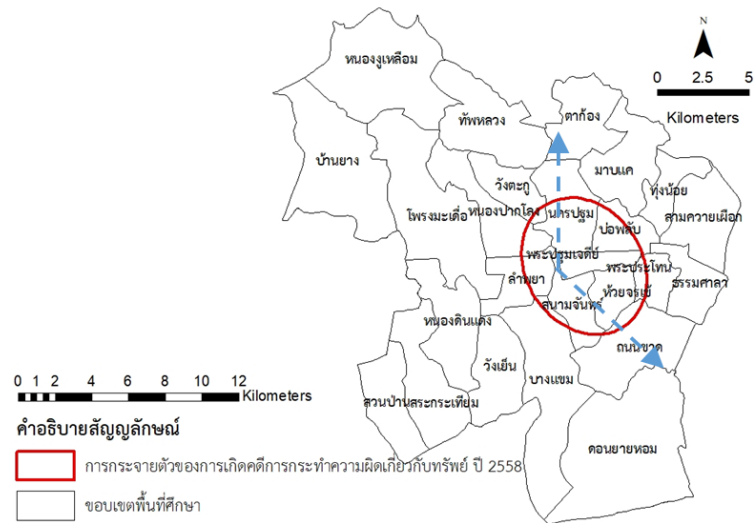 N
0 2.5 5
Kilometers
หนองงูเหลือม
ตาก้อง
ทัพหลวง
บ้านยาง
มาบแค
วังตะกู
ทุ่งน้อย
โพรงมะเดื่อ
หนองปากโลง
นครปฐม
สามควายเผือก
บ่อพลับ
พระปฐมเจดีย์
พระประโทน
ลำพยา
ธรรมศาลา
ห้วยจรเข้
สนามจันทร์
หนองดินแดง
ถนนขาด
วังเย็น
บางแขม
0 1 2 4 6 8 10 12
Kilometers
สวนป่าน
สระกะเทียม
คำอธิบายสัญญลักษณ์
ดอนยายหอม
การกระจายตัวของการเกิดคดีการกระทำความผิดเกี่ยวกับทรัพย์ ปี 2558
ขอบเขตพื้นที่ศึกษา